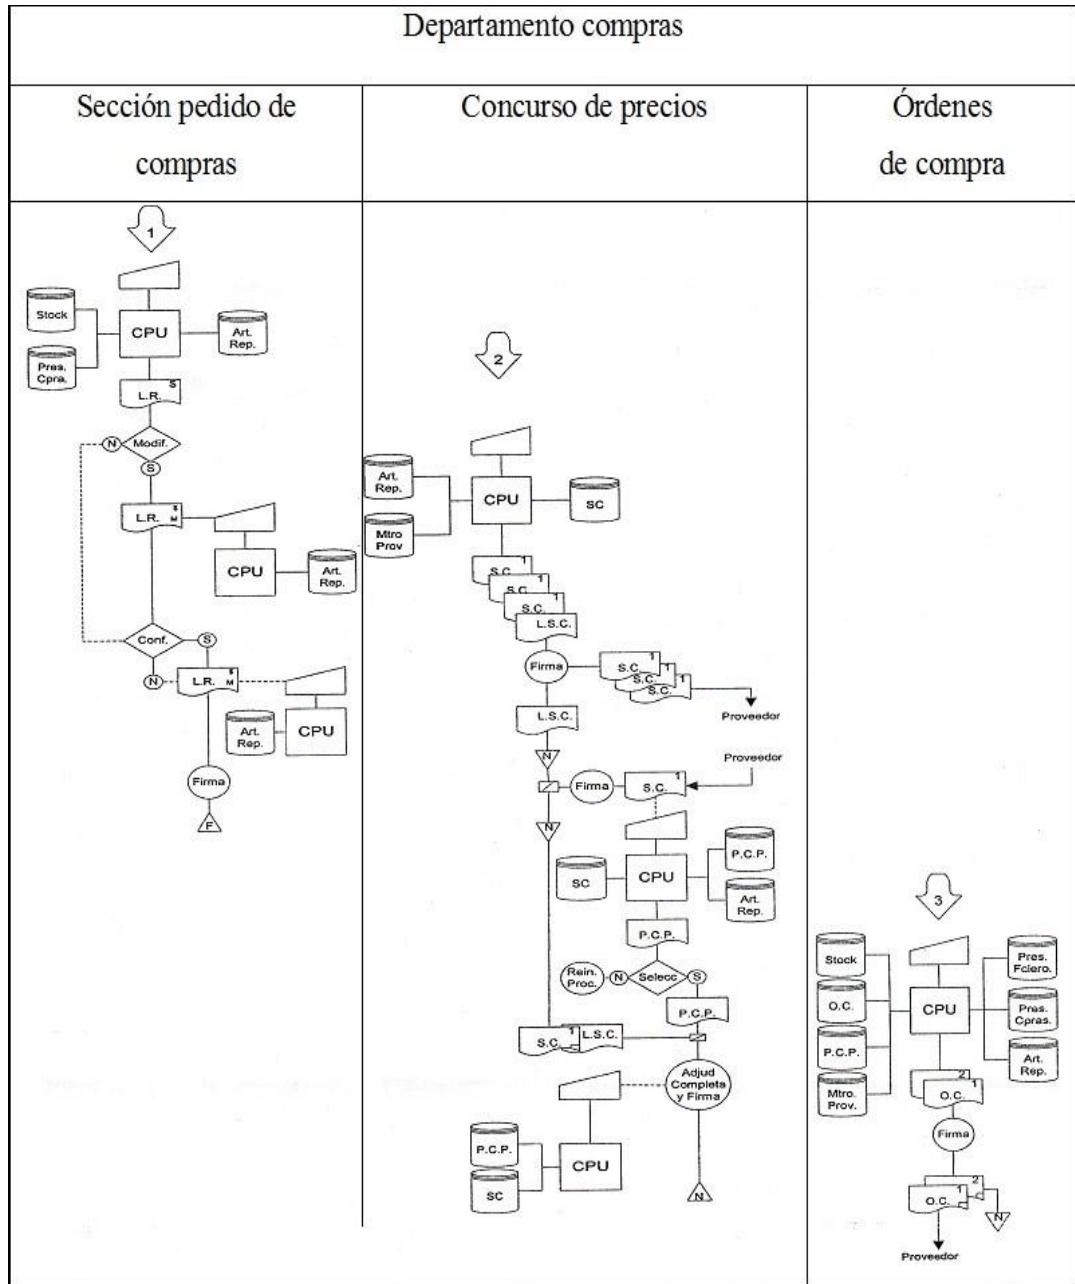 Departamento compras
Sección pedido de
compras
Concurso de precios
Órdenes
de compra
1
Stock
Pres.
Cpra.
CPU
Art.
Rep.
S
L.R.
N
Modif.
S
L.R.
S
M
CPU
Art.
Rep.
Conf.
S
N
L.R.
S
M
Art.
Rep.
CPU
Firma
F
2
Art.
Rep.
Mtro
Prov
CPU
SC
S.C. 1
S.C. 1
S.C. 1
L.S.C.
Firma
S.C. 1
S.C. 1
S.C. 1
Proveedor
L.S.C.
N
Proveedor
Firma
S.C. 1
N
SC
CPU
P.C.P.
Art.
Rep.
P.C.P.
Rein.
Proc.
N
Selecc
S
P.C.P.
S.C. 1
L.S.C.
Adjud
Completa
y Firma
P.C.P.
SC
CPU
N
3
Stock
O.C.
P.C.P.
Mtro.
Prov.
CPU
Pres.
Fciero.
Pres.
Cpras.
Art.
Rep.
2
O.C. 1
Firma
2
O.C. 1
N
Proveedor